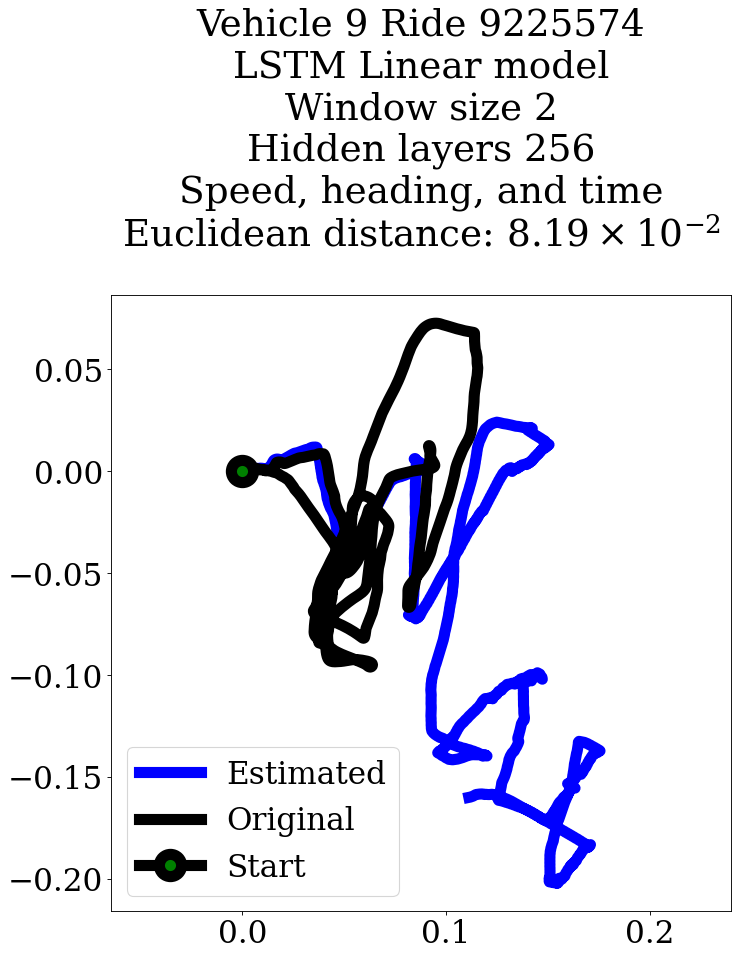 Vehicle 9 Ride 9225574
LSTM Linear model
Window size 2
Hidden layers 256
Speed, heading, and time
Euclidean distance: 8.19 × 10⁻²
0.05
0.00
−0.05
−0.10
−0.15
−0.20
Estimated
Original
Start
0.0 0.1 0.2